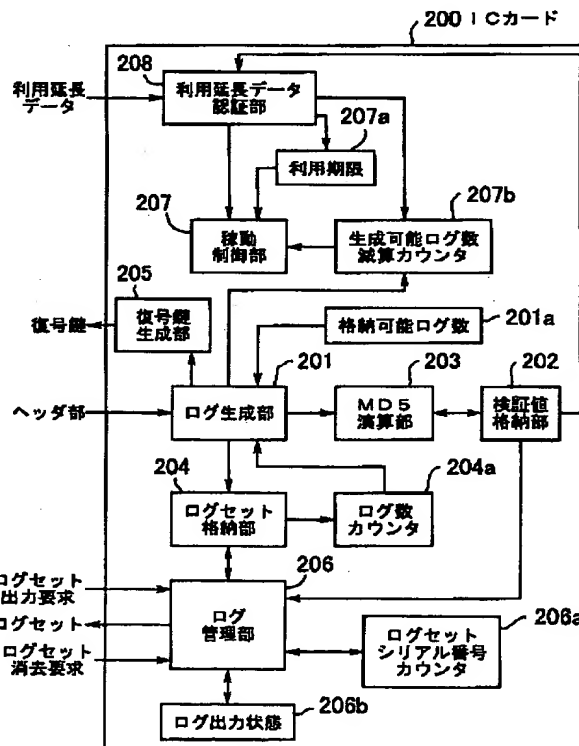 200 ICカード
208
利用延長データ
認証部
利用延長
データ
207a
利用期限
207b
207
稼動
制御部
生成可能ログ数
減算カウンタ
205
復号鍵
生成部
復号鍵
格納可能ログ数
201a
201
203
202
ヘッダ部
ログ生成部
MD5
演算部
検証値
格納部
204
204a
ログセット
格納部
ログ数
カウンタ
ログセット
出力要求
206
206a
ログセット
ログ
管理部
ログセット
シリアル番号
カウンタ
ログセット
消去要求
ログ出力状態
206b